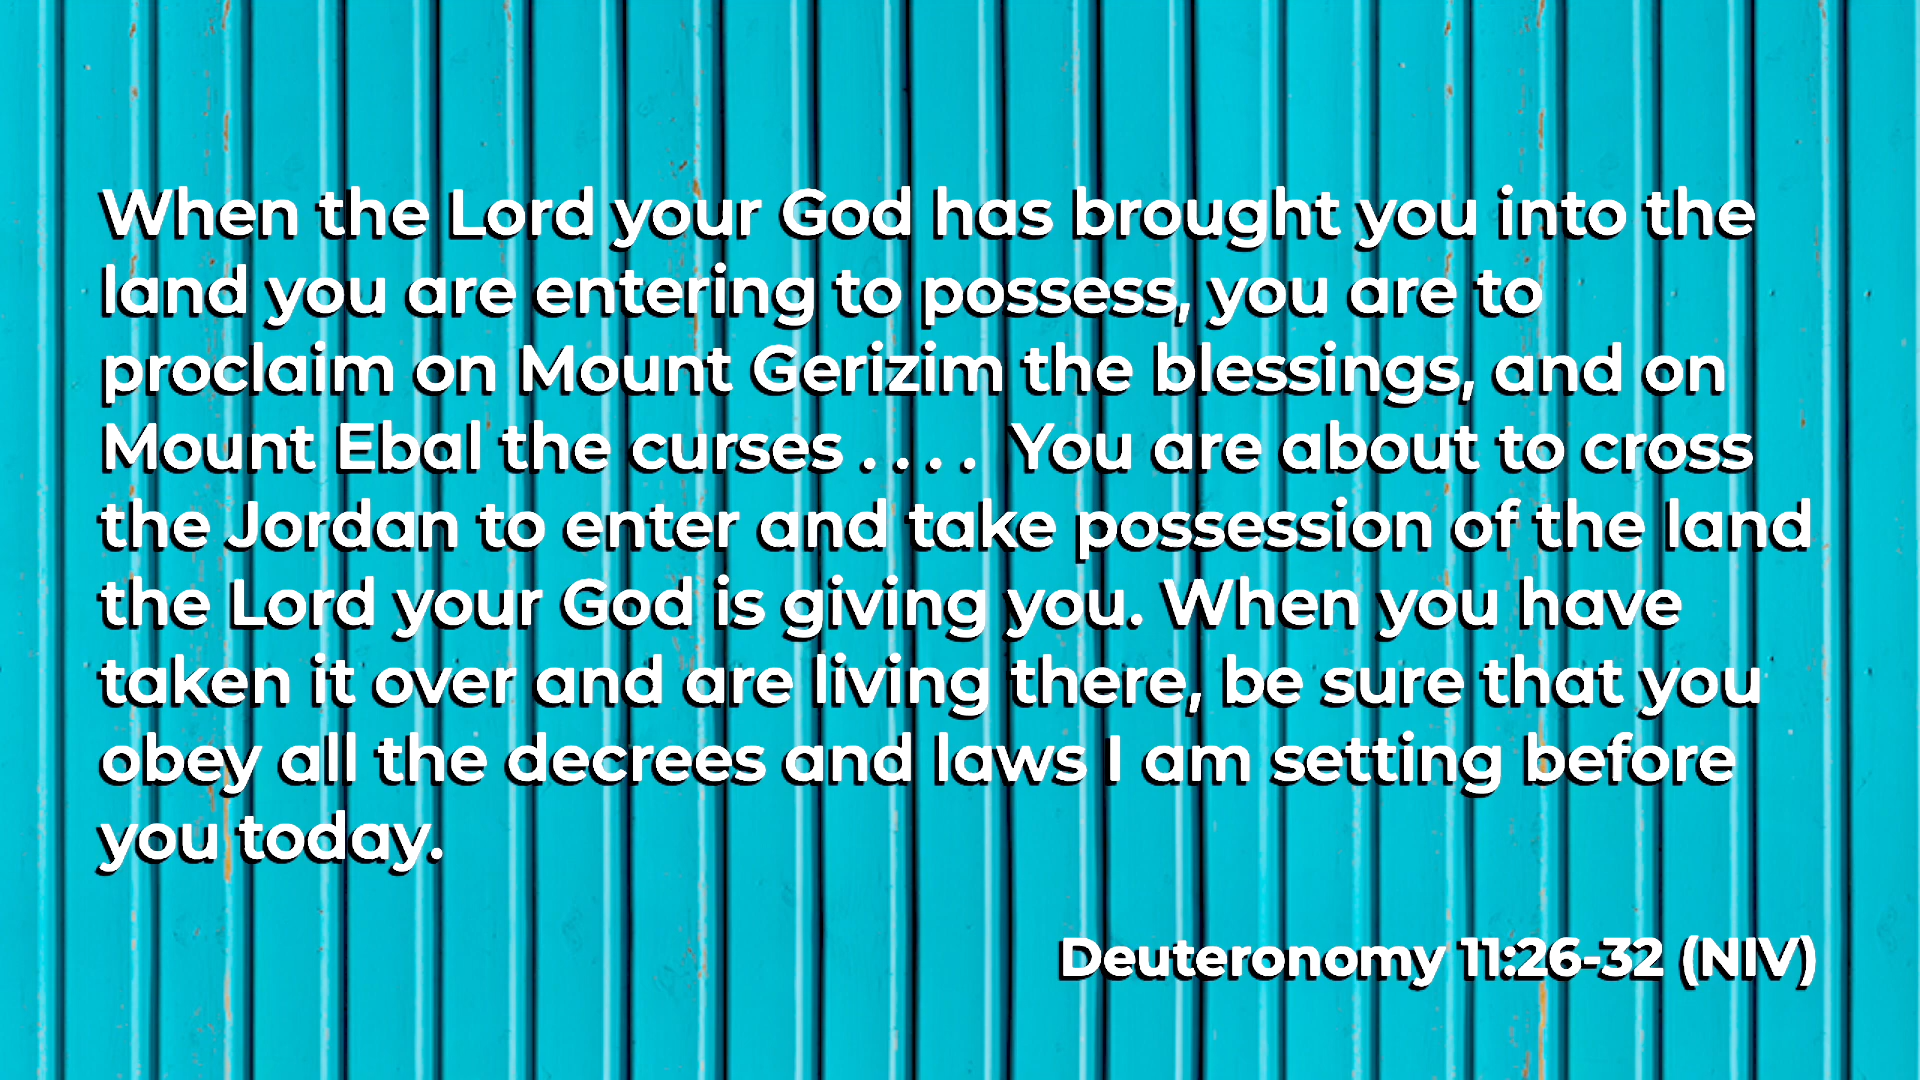 When the Lord your God has brought you into the
land you are entering to possess, you are to
proclaim on Mount Gerizim the blessings, and on
Mount Ebal the curses . . . .  You are about to cross
the Jordan to enter and take possession of the land
the Lord your God is giving you. When you have
taken it over and are living there, be sure that you
obey all the decrees and laws I am setting before
you today.
Deuteronomy 11:26-32 (NIV)